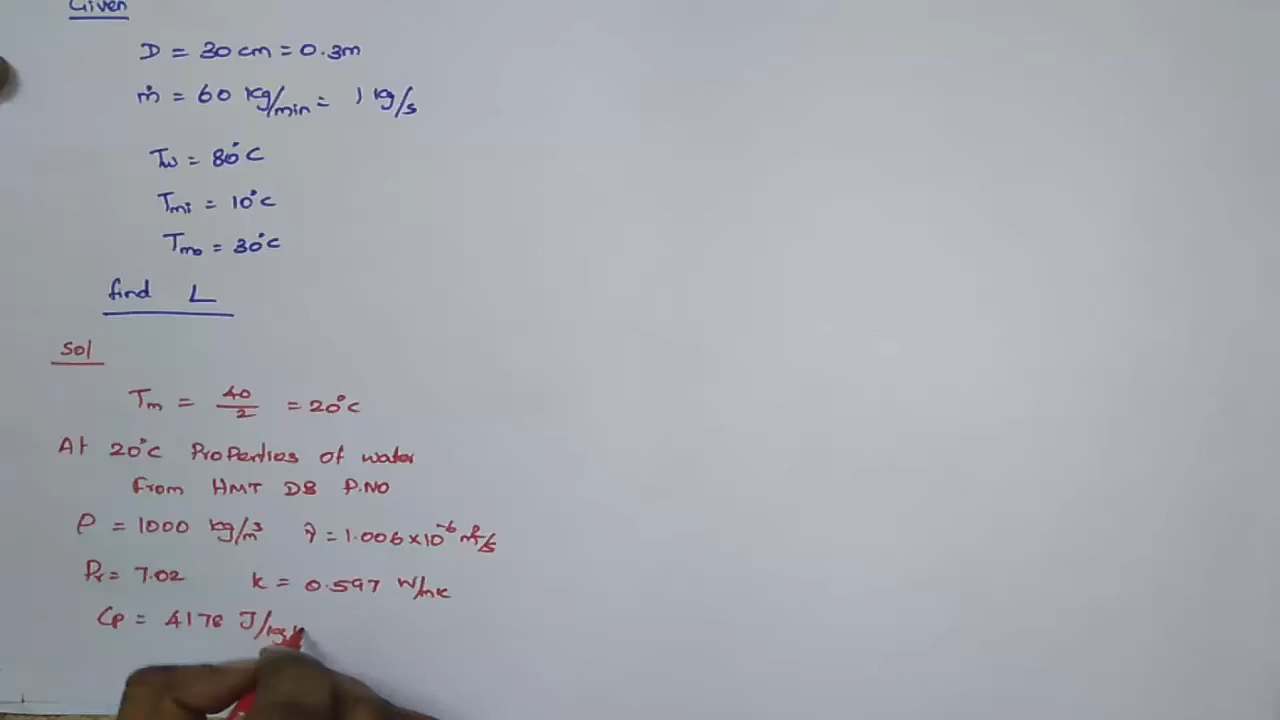 Given
D = 30 cm = 0.3m
ṁ = 60 kg/min = 1 kg/s
Tw = 80°C
Tmi = 10°C
Tmo = 30°C
find L
Sol
Tm = 40/2 = 20°C
At 20°C Properties of water
from HMT DB P.NO
ρ = 1000 kg/m³ ν = 1.006×10⁻⁶ m²/s
Pr = 7.02 k = 0.597 W/mK
Cp = 4178 J/kgK